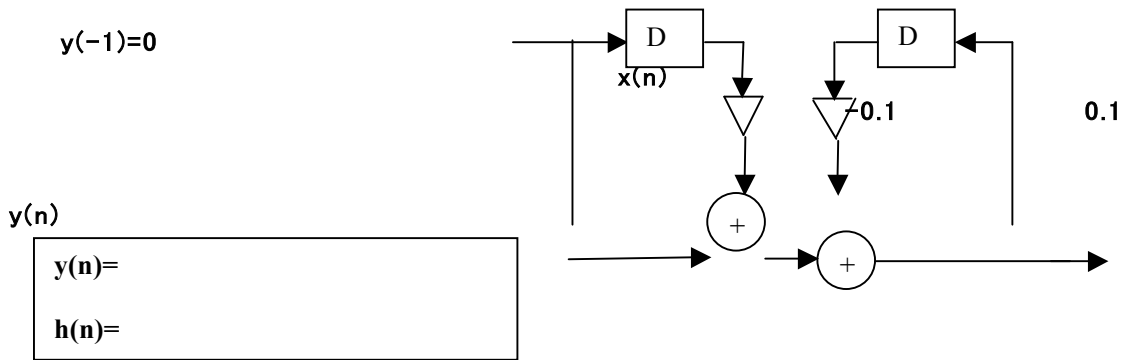 y(-1)=0
D
D
x(n)
-0.1
0.1
y(n)
+
+
y(n)=
h(n)=